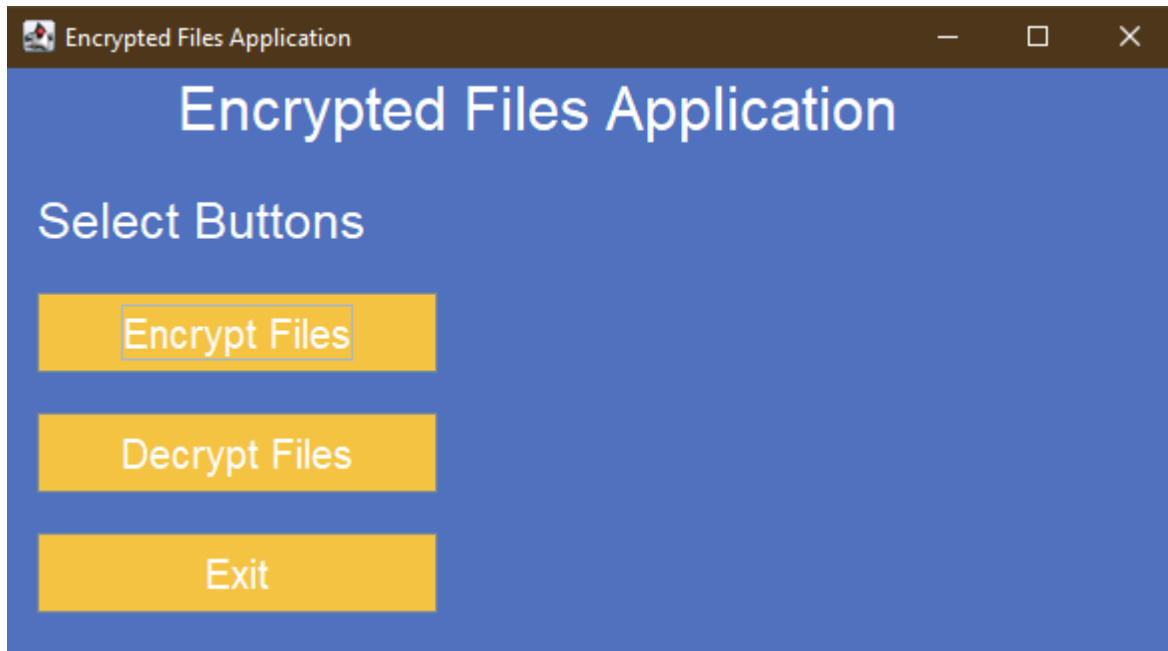 Encrypted Files Application
Encrypted Files Application
Select Buttons
Encrypt Files
Decrypt Files
Exit